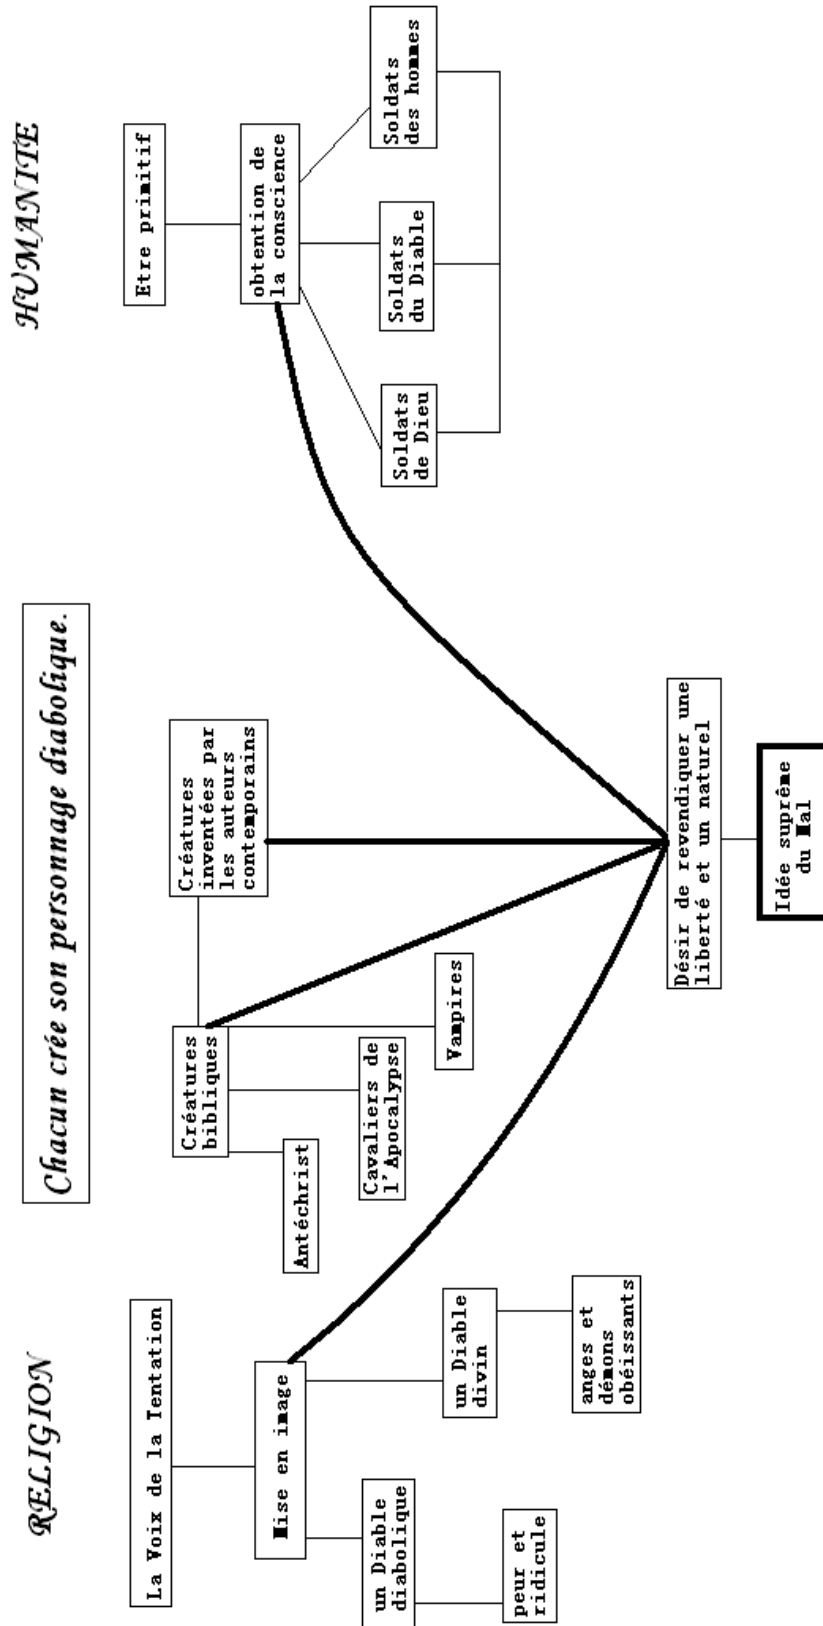 Chacun crée son personnage diabolique.
RELIGION
HUMANITE
La Voix de la Tentation
Mise en image
un Diable
diabolique
peur et
ridicule
un Diable
divin
anges et
démons
obéissants
Créatures
bibliques
Antéchrist
Cavaliers de
l'Apocalypse
Vampires
Créatures
inventées par
les auteurs
contemporains
Etre primitif
obtention de
la conscience
Soldats
de Dieu
Soldats
du Diable
Soldats
des hommes
Désir de revendiquer une
liberté et un naturel
Idée suprême
du Mal